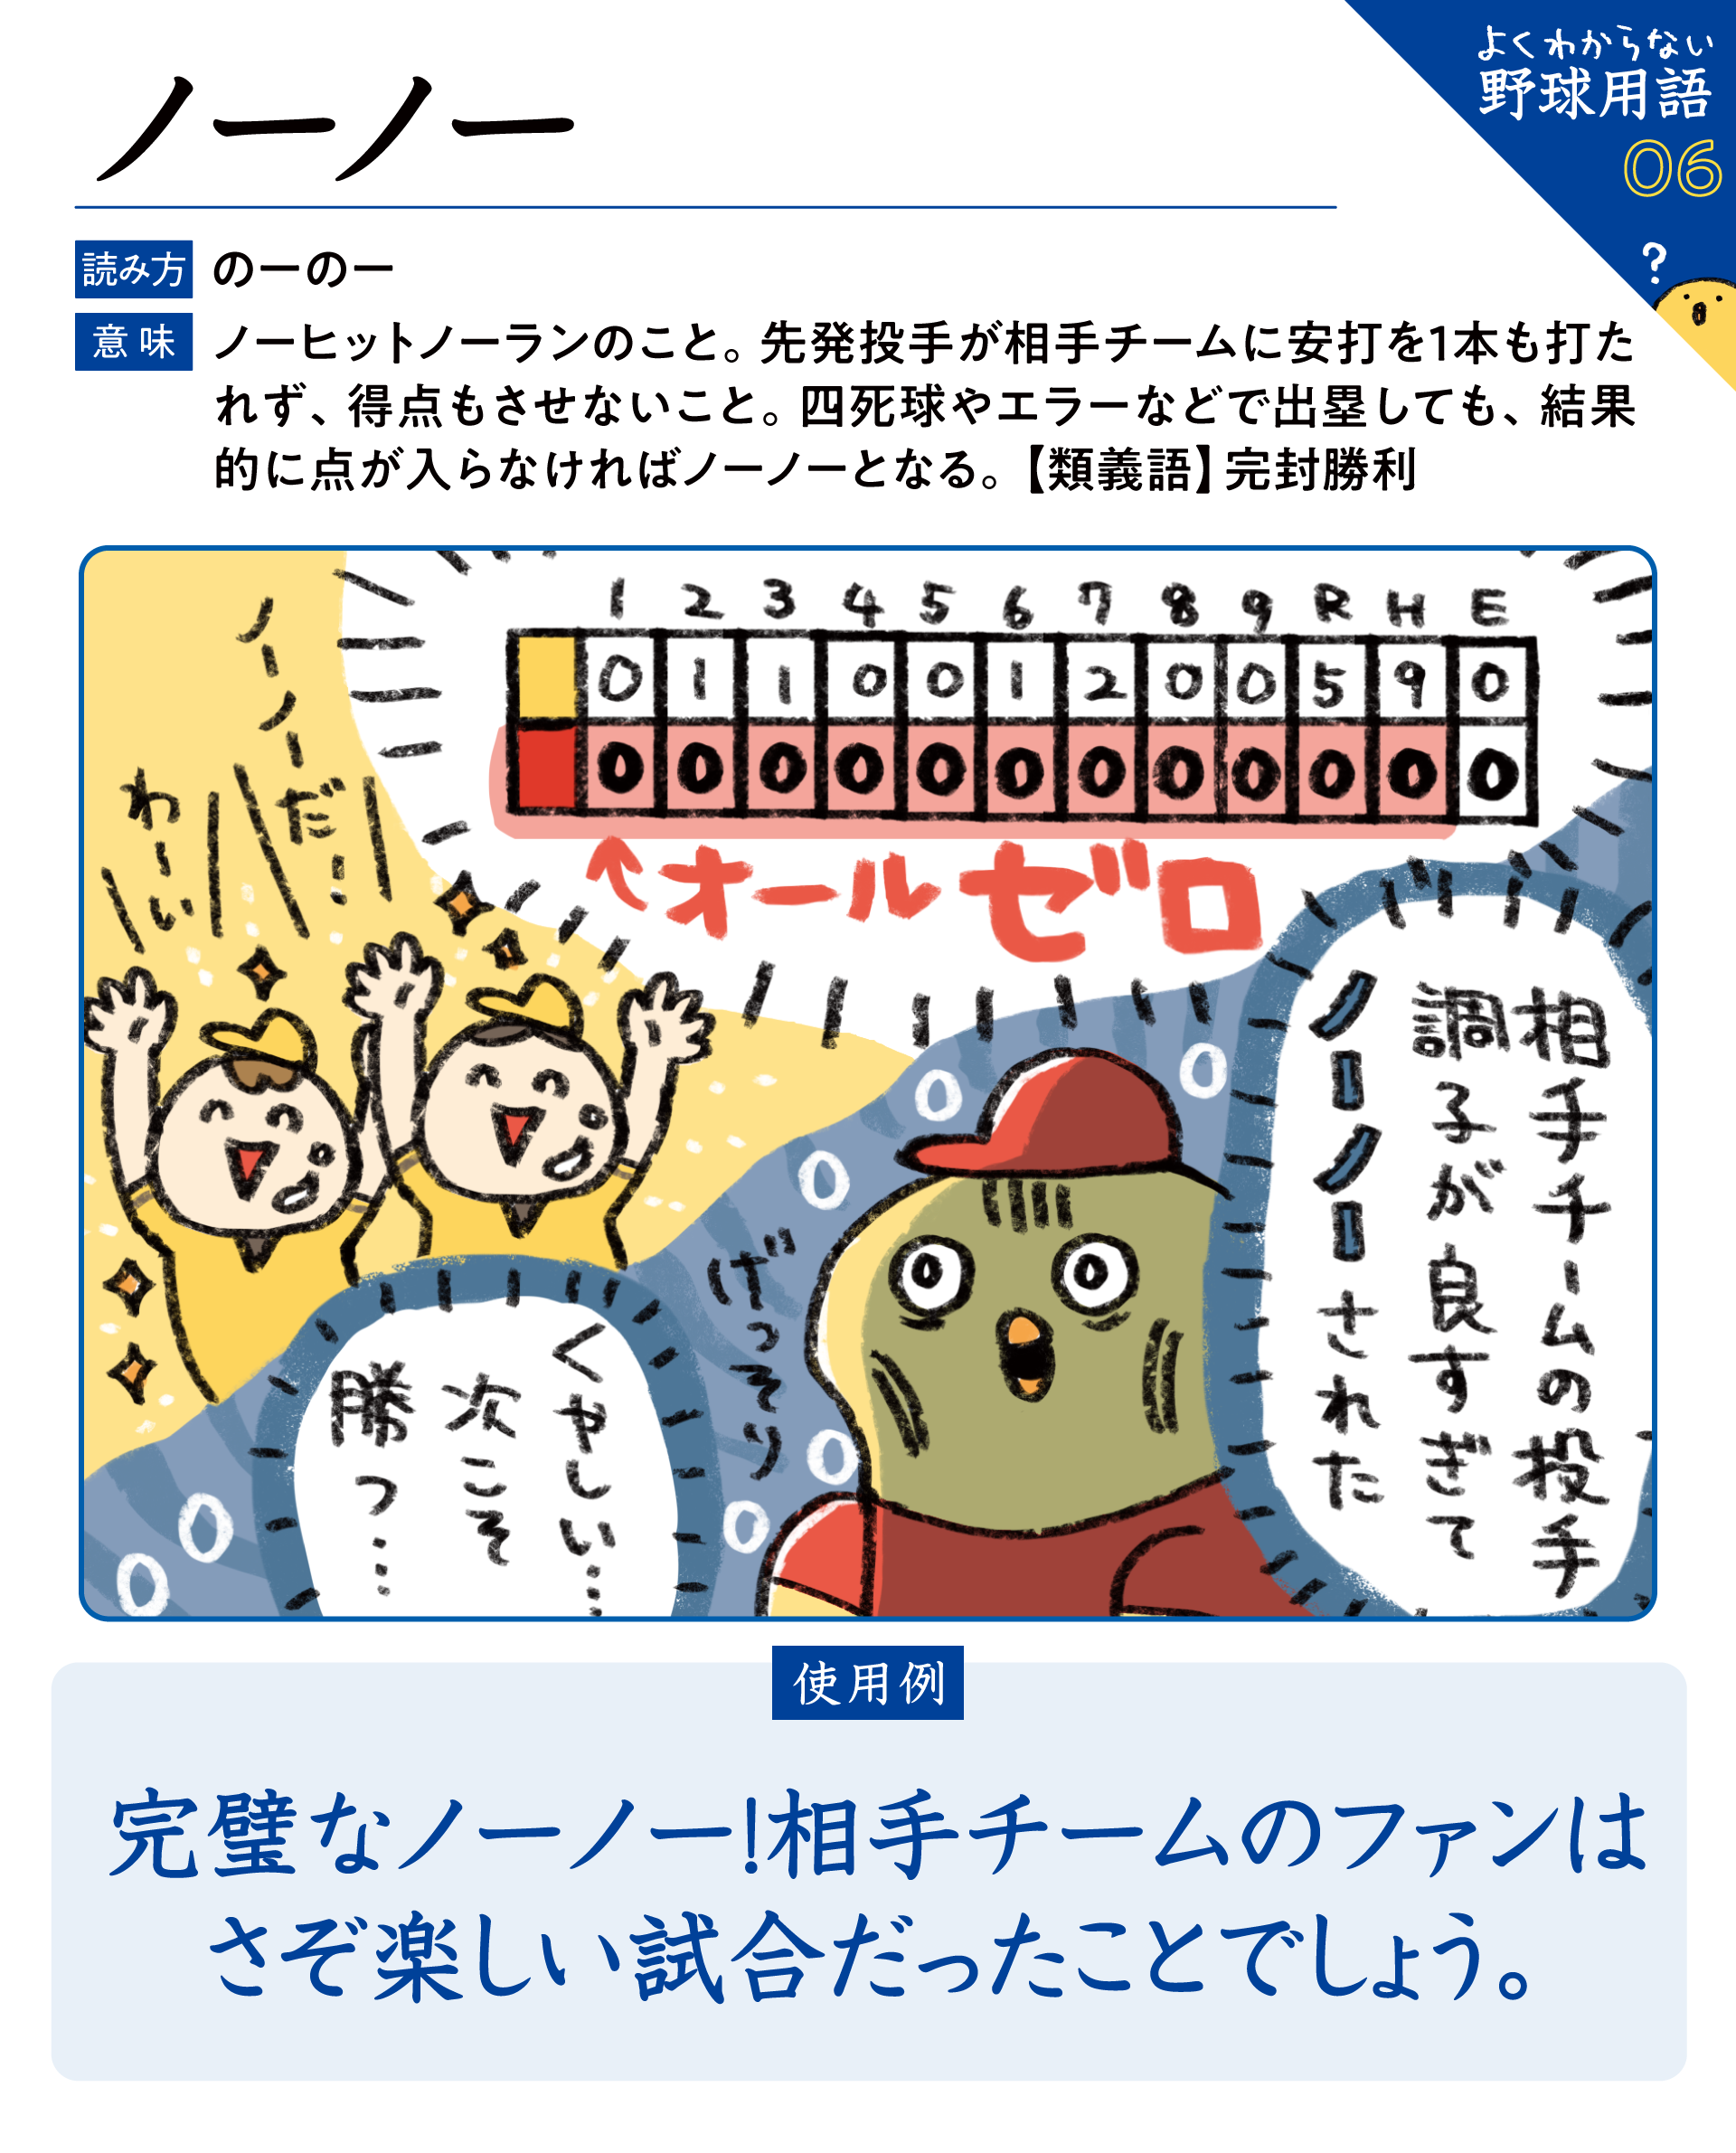 ノーノー
よくわからない
野球用語
06
?
読み方 のーのー
意味 ノーヒットノーランのこと。先発投手が相手チームに安打を1本も打た
れず、得点もさせないこと。四死球やエラーなどで出塁しても、結果
的に点が入らなければノーノーとなる。【類義語】完封勝利
1 2 3 4 5 6 7 8 9 R H E
0 1 1 0 0 1 2 0 0 5 9 0
0 0 0 0 0 0 0 0 0 0 0 0
↑オールゼロ
ノーノーだ…
わーい
相手チームの投手
調子が良すぎて
ノーノーされた
0
0
0
げっそり
0
0
くやしい…
次こそ
勝つ…
0
0
使用例
完璧なノーノー!相手チームのファンは
さぞ楽しい試合だったことでしょう。